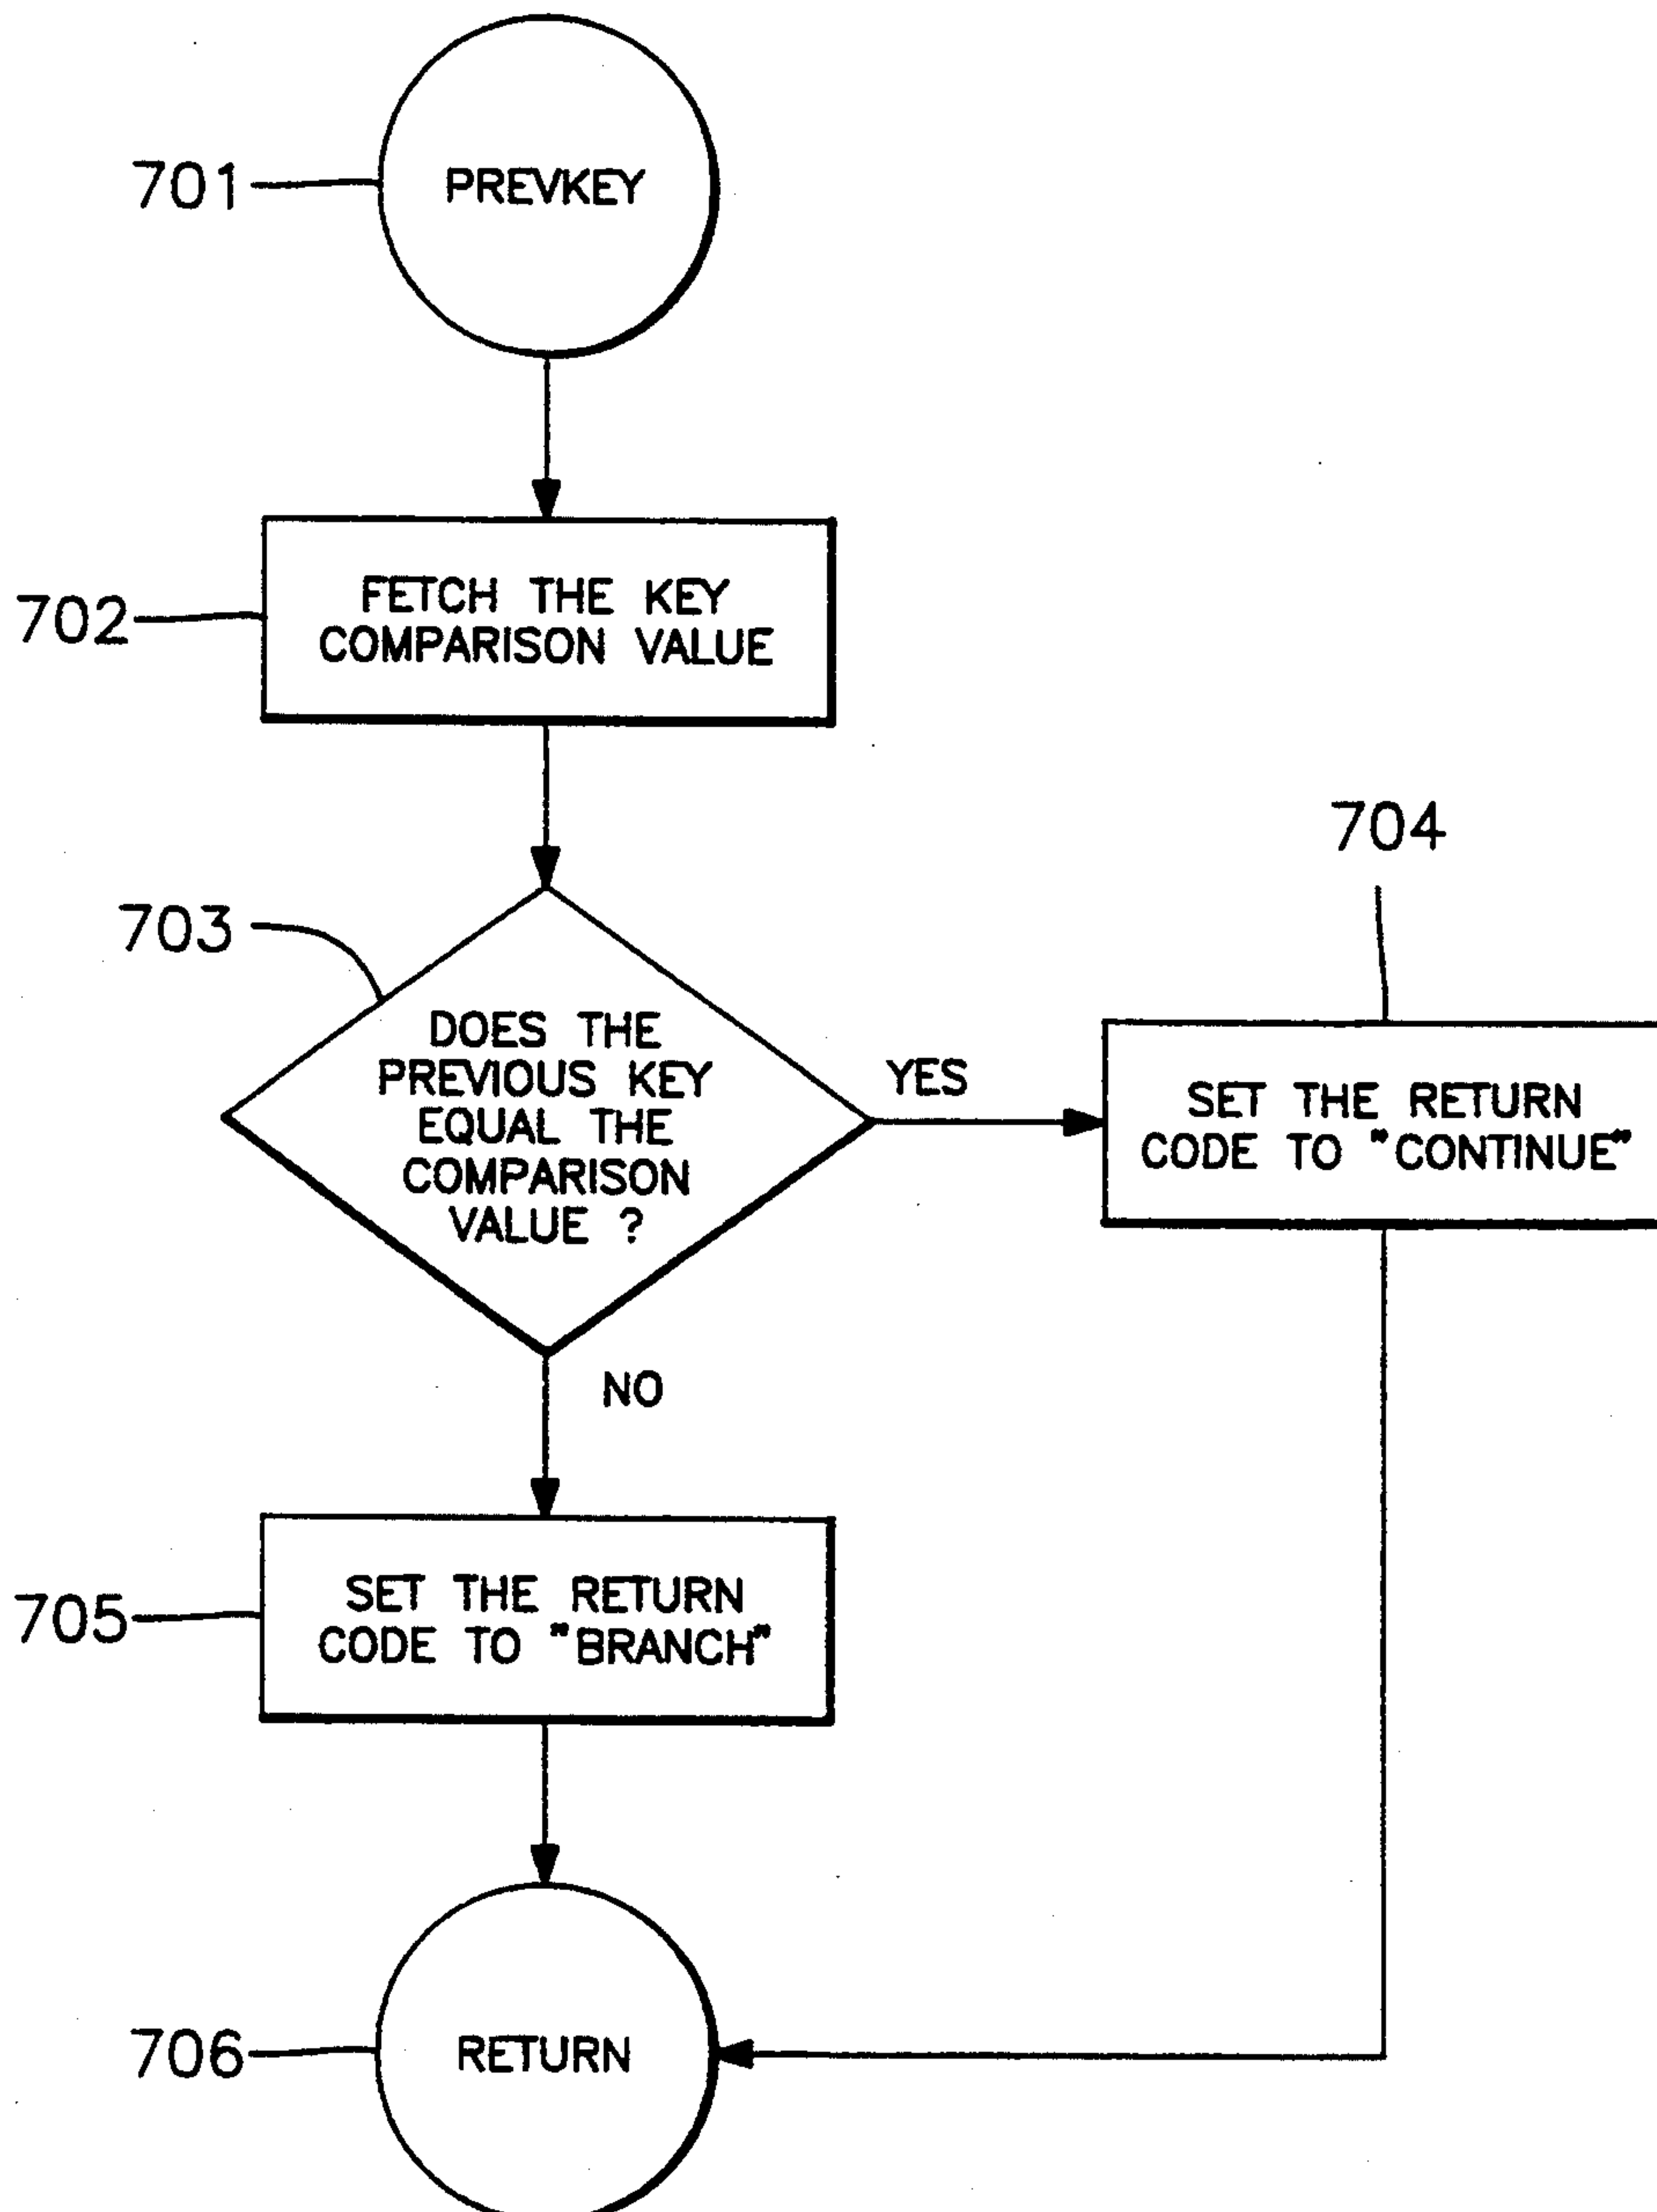 701
PREVKEY
702
FETCH THE KEY
COMPARISON VALUE
703
DOES THE
PREVIOUS KEY
EQUAL THE
COMPARISON
VALUE ?
YES
704
SET THE RETURN
CODE TO "CONTINUE"
NO
705
SET THE RETURN
CODE TO "BRANCH"
706
RETURN